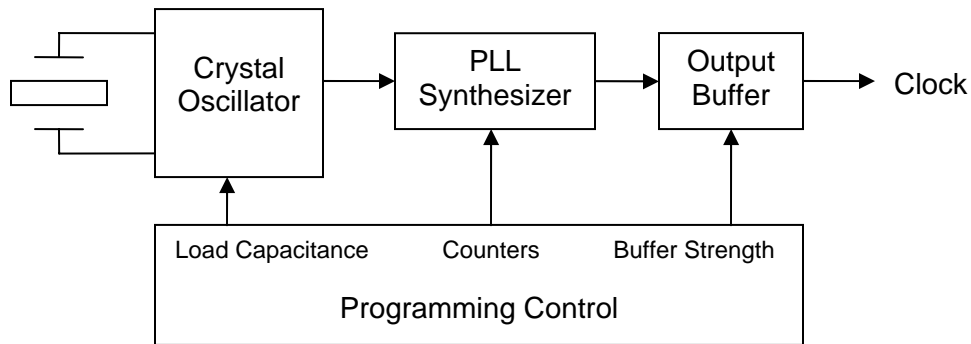 Crystal
Oscillator
PLL
Synthesizer
Output
Buffer
Clock
Load Capacitance
Counters
Buffer Strength
Programming Control